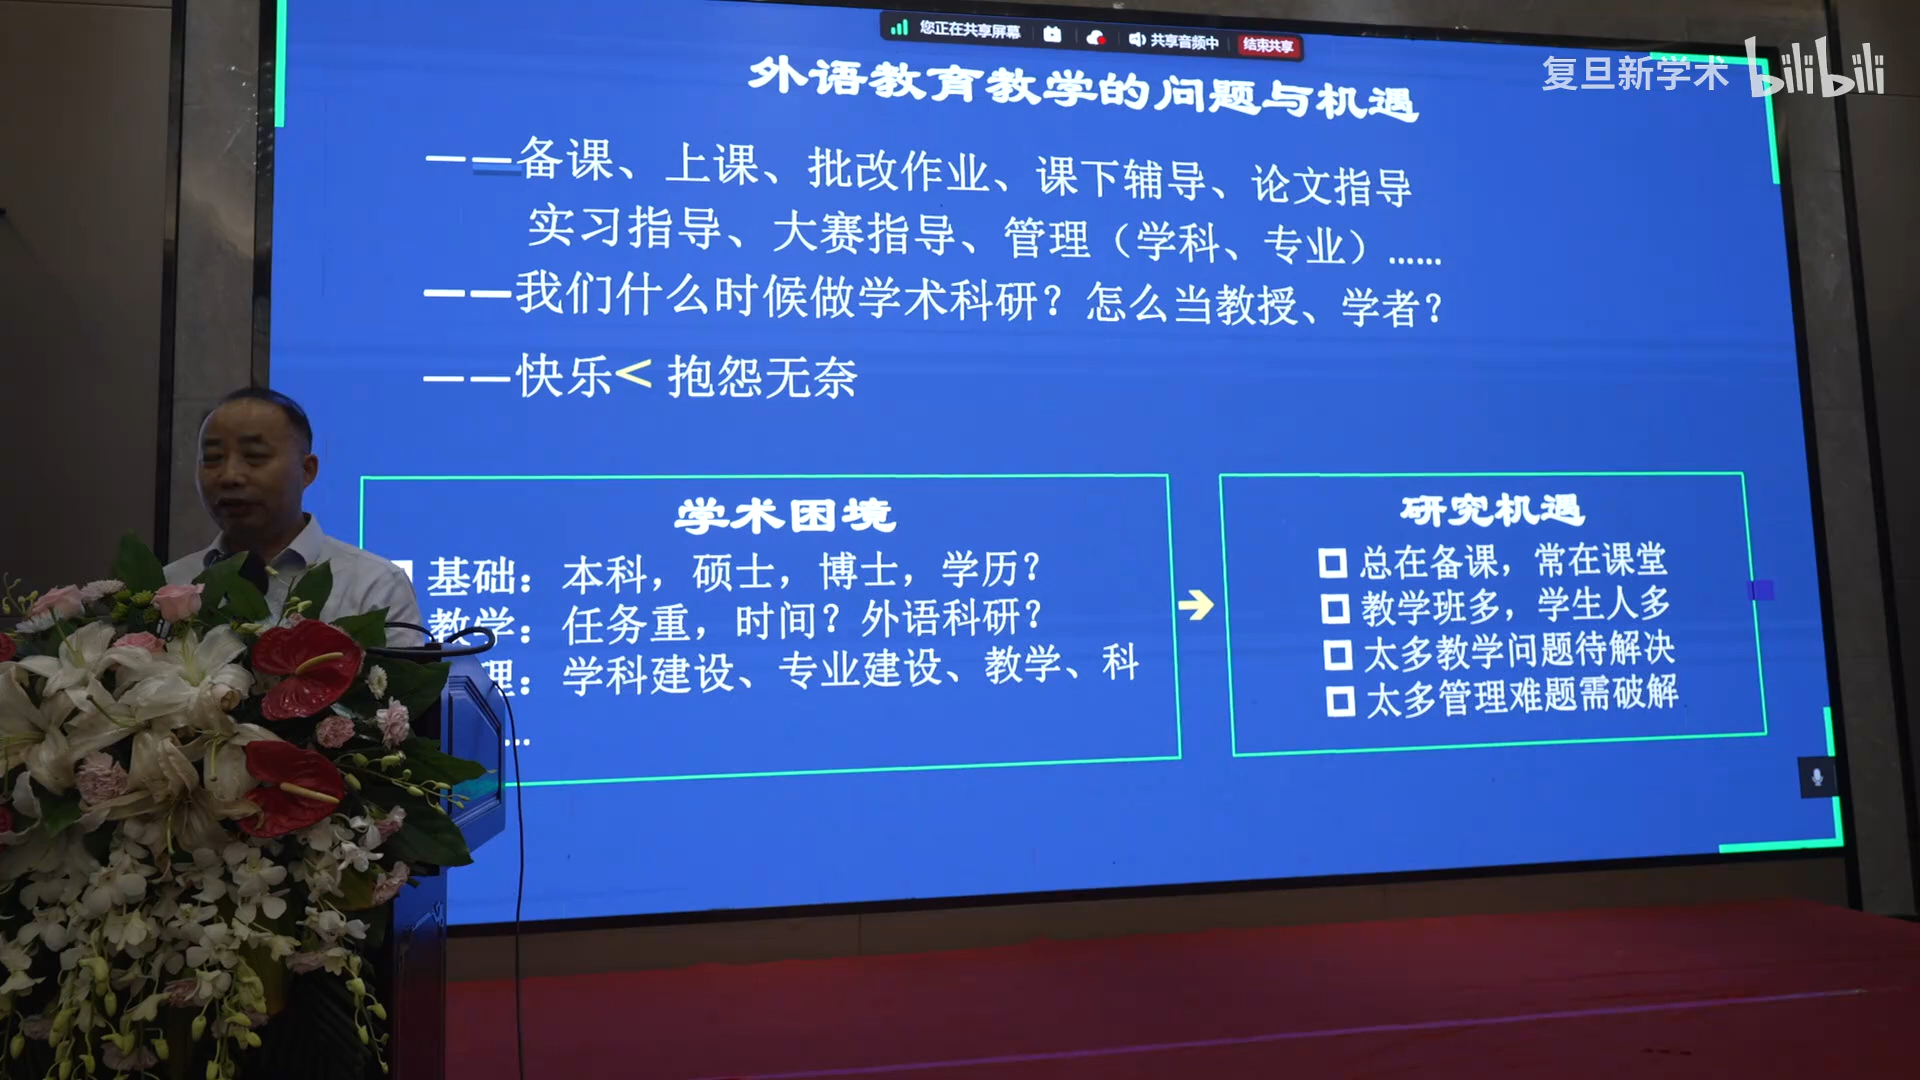 您正在共享屏幕 共享音频中 结束共享
复旦新学术 bilibili
外语教育教学的问题与机遇
——备课、上课、批改作业、课下辅导、论文指导
实习指导、大赛指导、管理（学科、专业）……
——我们什么时候做学术科研？怎么当教授、学者？
——快乐< 抱怨无奈
学术困境
基础：本科，硕士，博士，学历？
教学：任务重，时间？外语科研？
理：学科建设、专业建设、教学、科
…
研究机遇
总在备课，常在课堂
教学班多，学生人多
太多教学问题待解决
太多管理难题需破解